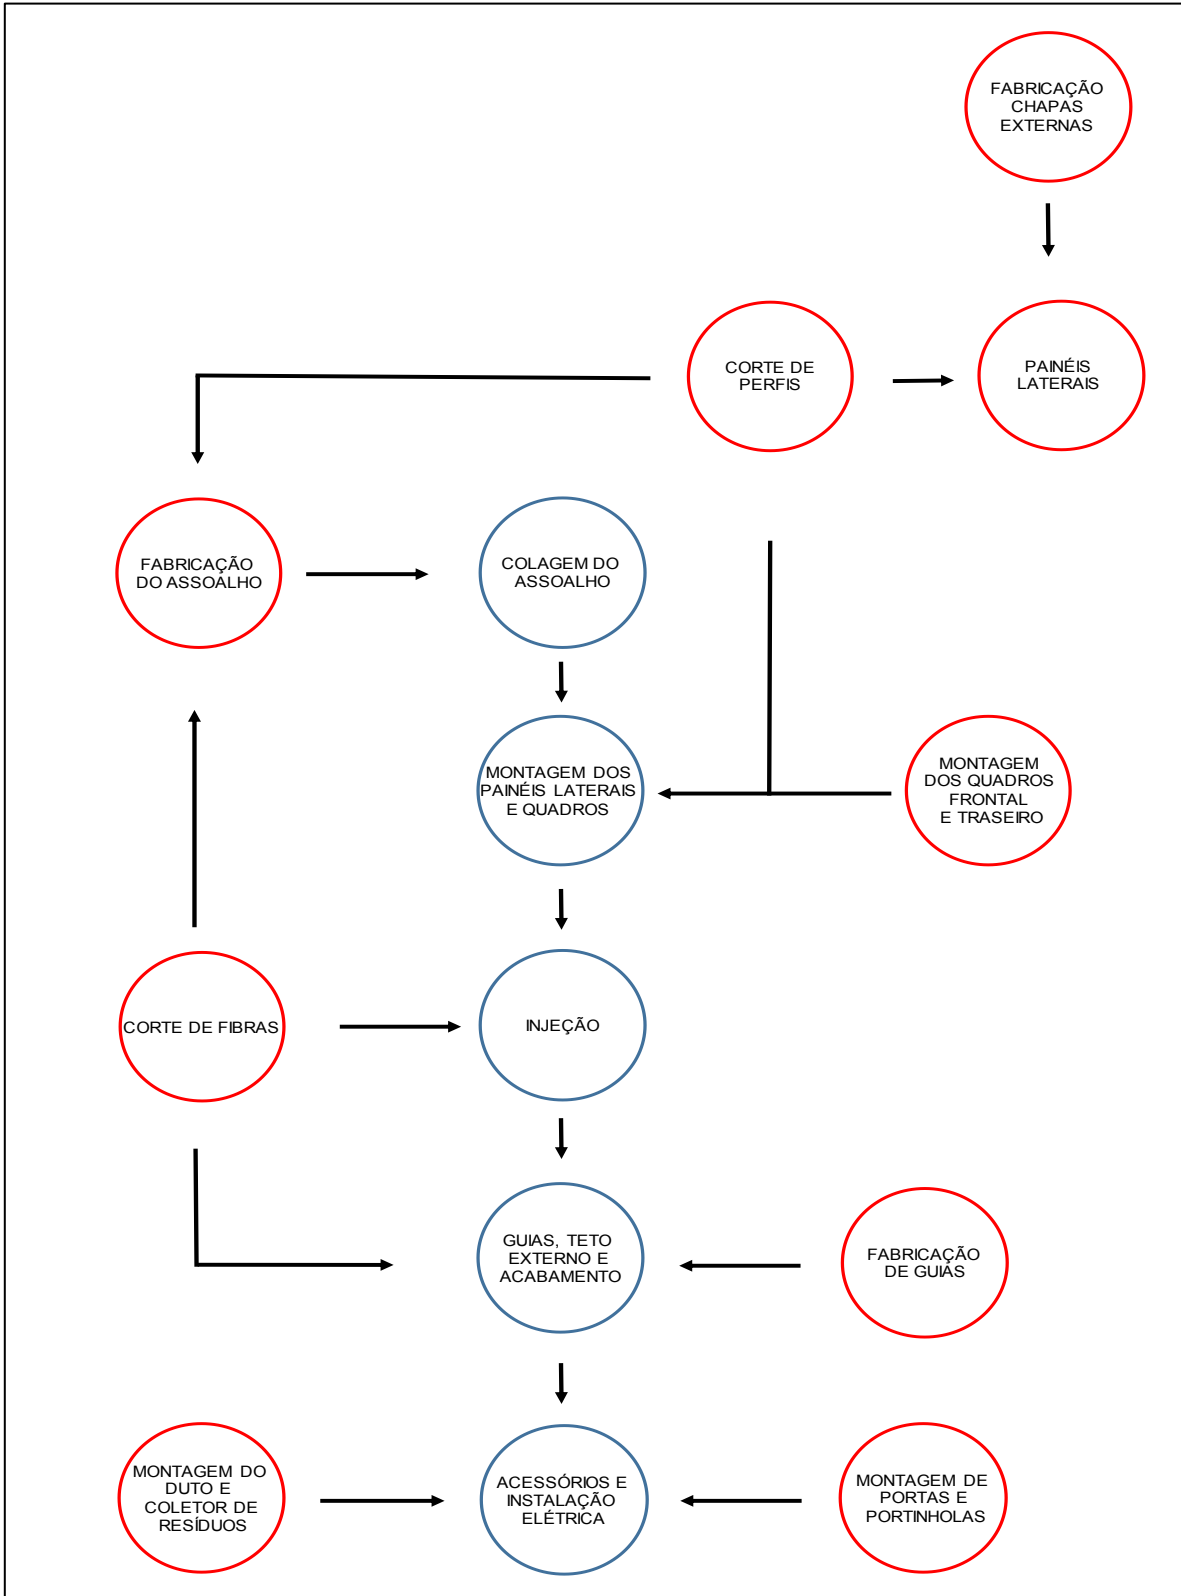 FABRICAÇÃO
CHAPAS
EXTERNAS
CORTE DE
PERFIS
PAINÉIS
LATERAIS
FABRICAÇÃO
DO ASSOALHO
COLAGEM DO
ASSOALHO
MONTAGEM DOS
PAINÉIS LATERAIS
E QUADROS
MONTAGEM
DOS QUADROS
FRONTAL
E TRASEIRO
CORTE DE FIBRAS
INJEÇÃO
GUIAS, TETO
EXTERNO E
ACABAMENTO
FABRICAÇÃO
DE GUIAS
MONTAGEM DO
DUTO E
COLETOR DE
RESÍDUOS
ACESSÓRIOS E
INSTALAÇÃO
ELÉTRICA
MONTAGEM DE
PORTAS E
PORTINHOLAS